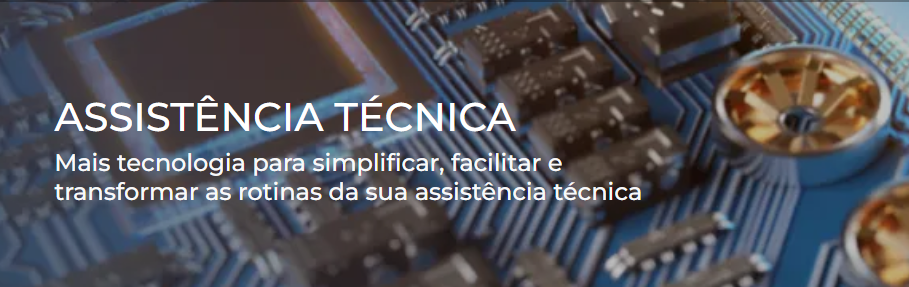 ASSISTÊNCIA TÉCNICA
Mais tecnologia para simplificar, facilitar e
transformar as rotinas da sua assistência técnica